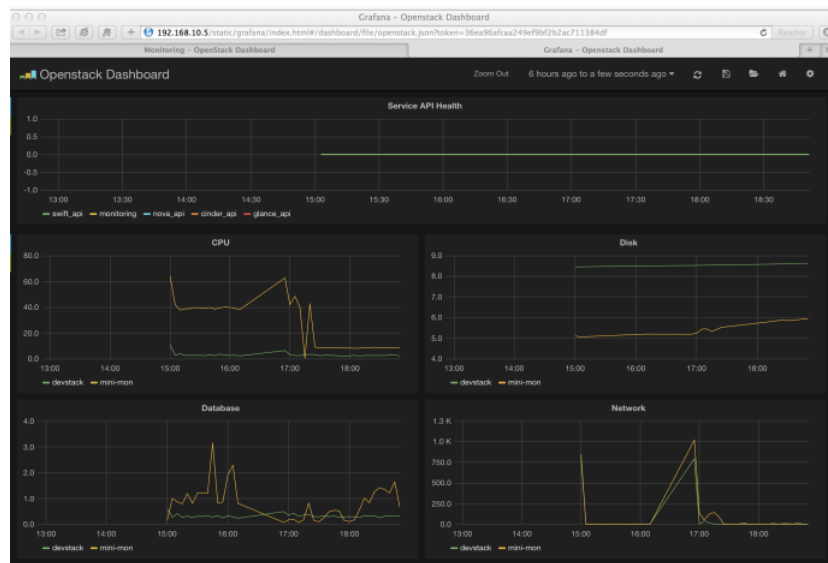 Grafana - Openstack Dashboard
192.168.10.5/static/grafana/index.html#/dashboard/file/openstack.json?token=36ea96afcaa249ef9bf2b2ac711384df
Reader
Monitoring - OpenStack Dashboard
Grafana - Openstack Dashboard
Openstack Dashboard
Zoom Out
6 hours ago to a few seconds ago
Service API Health
1.0
0.5
0.0
-0.5
-1.0
13:00 13:30 14:00 14:30 15:00 15:30 16:00 16:30 17:00 17:30 18:00 18:30
swift_api monitoring nova_api cinder_api glance_api
CPU
80.0
60.0
40.0
20.0
0.0
13:00 14:00 15:00 16:00 17:00 18:00
devstack mini-mon
Disk
9.0
8.0
7.0
6.0
5.0
4.0
13:00 14:00 15:00 16:00 17:00 18:00
devstack mini-mon
Database
4.0
3.0
2.0
1.0
0.0
13:00 14:00 15:00 16:00 17:00 18:00
devstack mini-mon
Network
1.3 K
1.0 K
750.0
500.0
250.0
0.0
13:00 14:00 15:00 16:00 17:00 18:00
devstack mini-mon